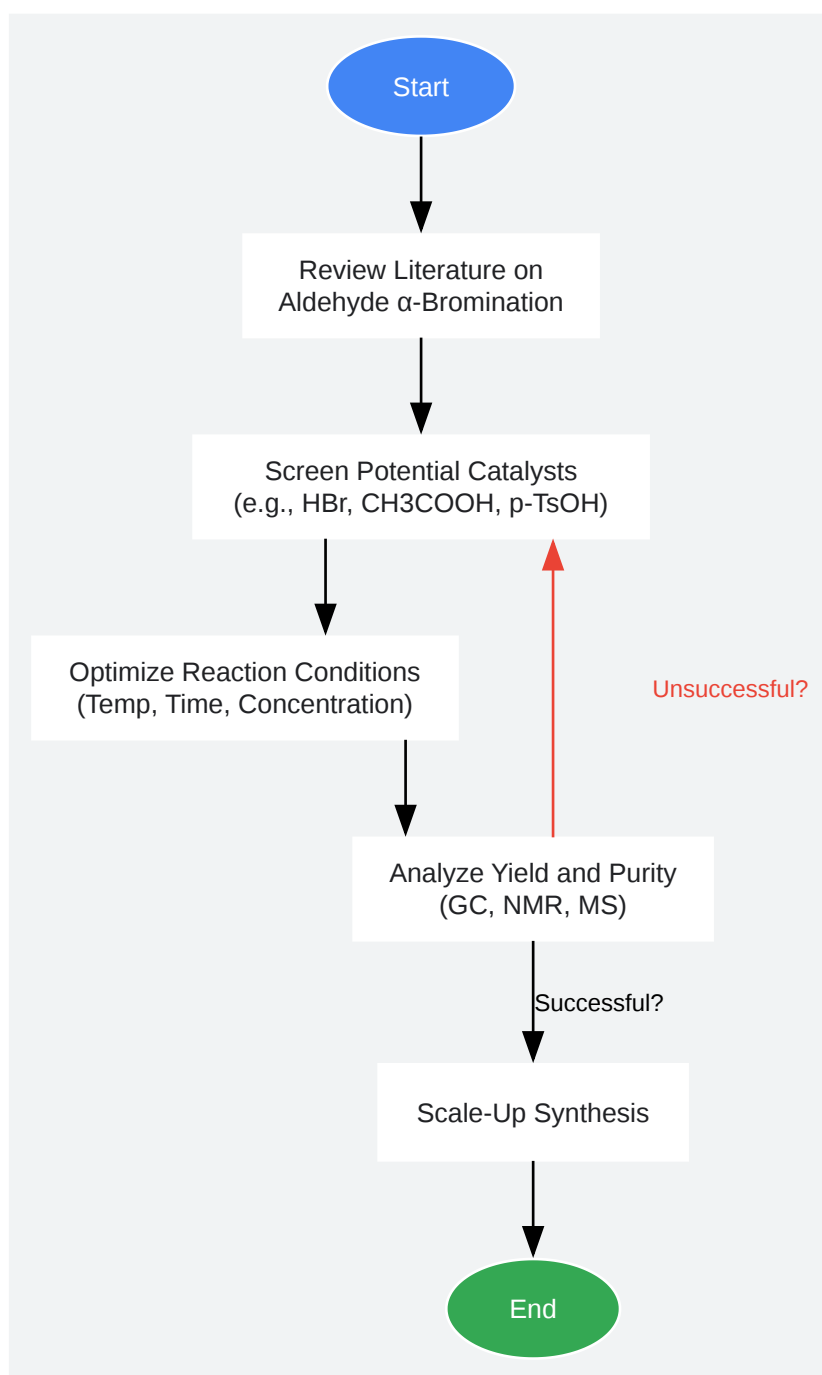 Start
Review Literature on
Aldehyde α-Bromination
Screen Potential Catalysts
(e.g., HBr, CH3COOH, p-TsOH)
Optimize Reaction Conditions
(Temp, Time, Concentration)
Unsuccessful?
Analyze Yield and Purity
(GC, NMR, MS)
Successful?
Scale-Up Synthesis
End